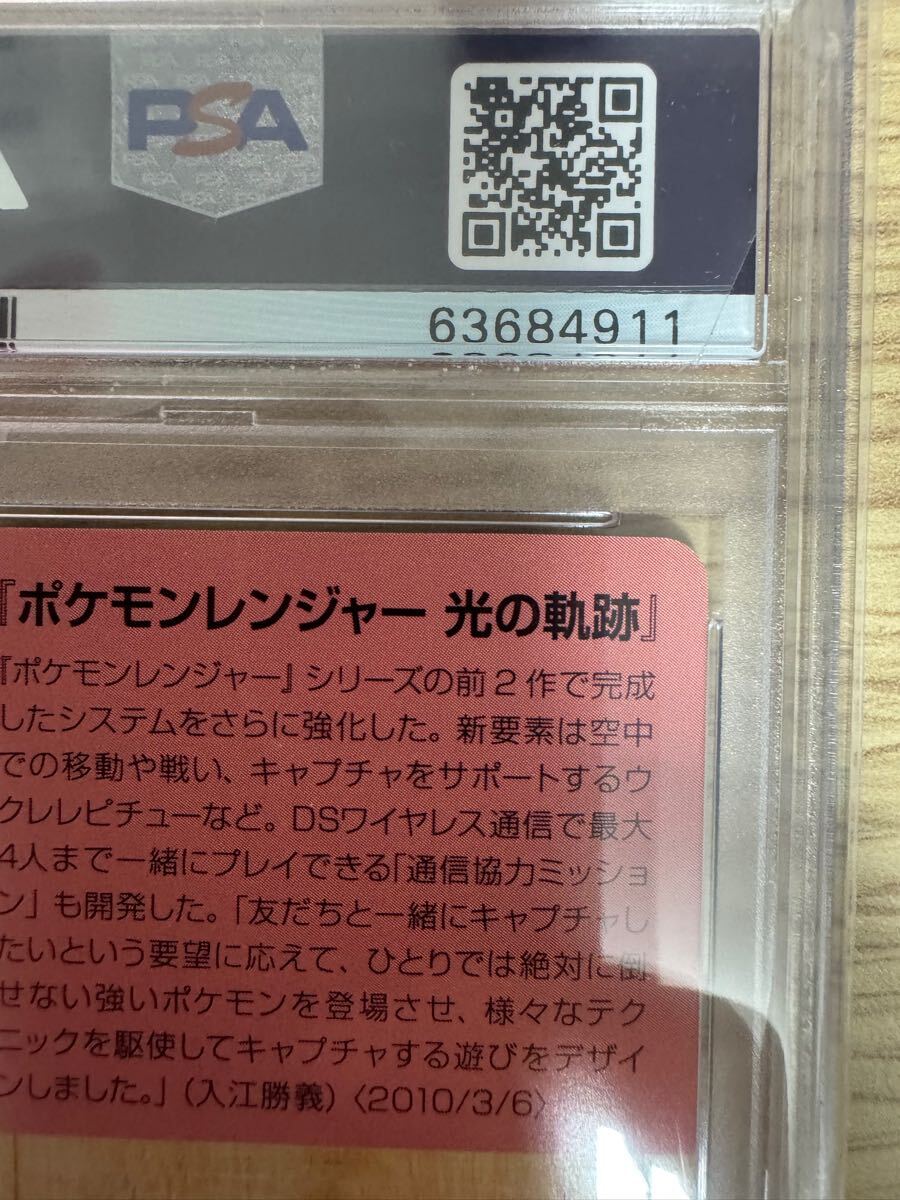 PSA
63684911
『ポケモンレンジャー 光の軌跡』
『ポケモンレンジャー』シリーズの前2作で完成
したシステムをさらに強化した。新要素は空中
での移動や戦い、キャプチャをサポートするウ
クレレピチューなど。DSワイヤレス通信で最大
4人まで一緒にプレイできる「通信協力ミッショ
ン」も開発した。「友だちと一緒にキャプチャし
たいという要望に応えて、ひとりでは絶対に倒
せない強いポケモンを登場させ、様々なテク
ニックを駆使してキャプチャする遊びをデザイ
ンしました。」(入江勝義)〈2010/3/6〉